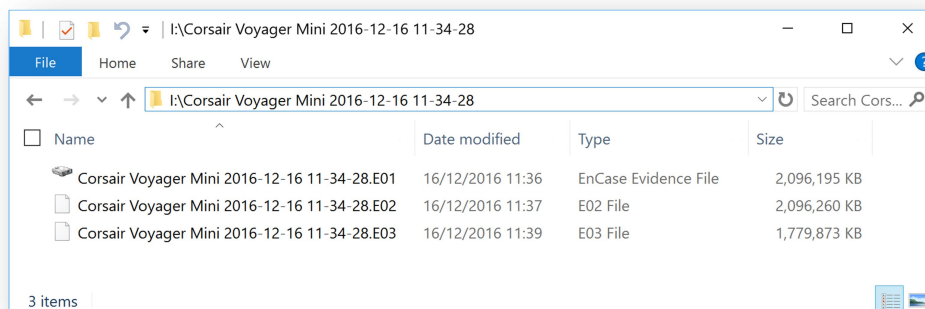 I:\Corsair Voyager Mini 2016-12-16 11-34-28
File Home Share View
?
I:\Corsair Voyager Mini 2016-12-16 11-34-28 Search Cors...
Name Date modified Type Size
Corsair Voyager Mini 2016-12-16 11-34-28.E01 16/12/2016 11:36 EnCase Evidence File 2,096,195 KB
Corsair Voyager Mini 2016-12-16 11-34-28.E02 16/12/2016 11:37 E02 File 2,096,260 KB
Corsair Voyager Mini 2016-12-16 11-34-28.E03 16/12/2016 11:39 E03 File 1,779,873 KB
3 items